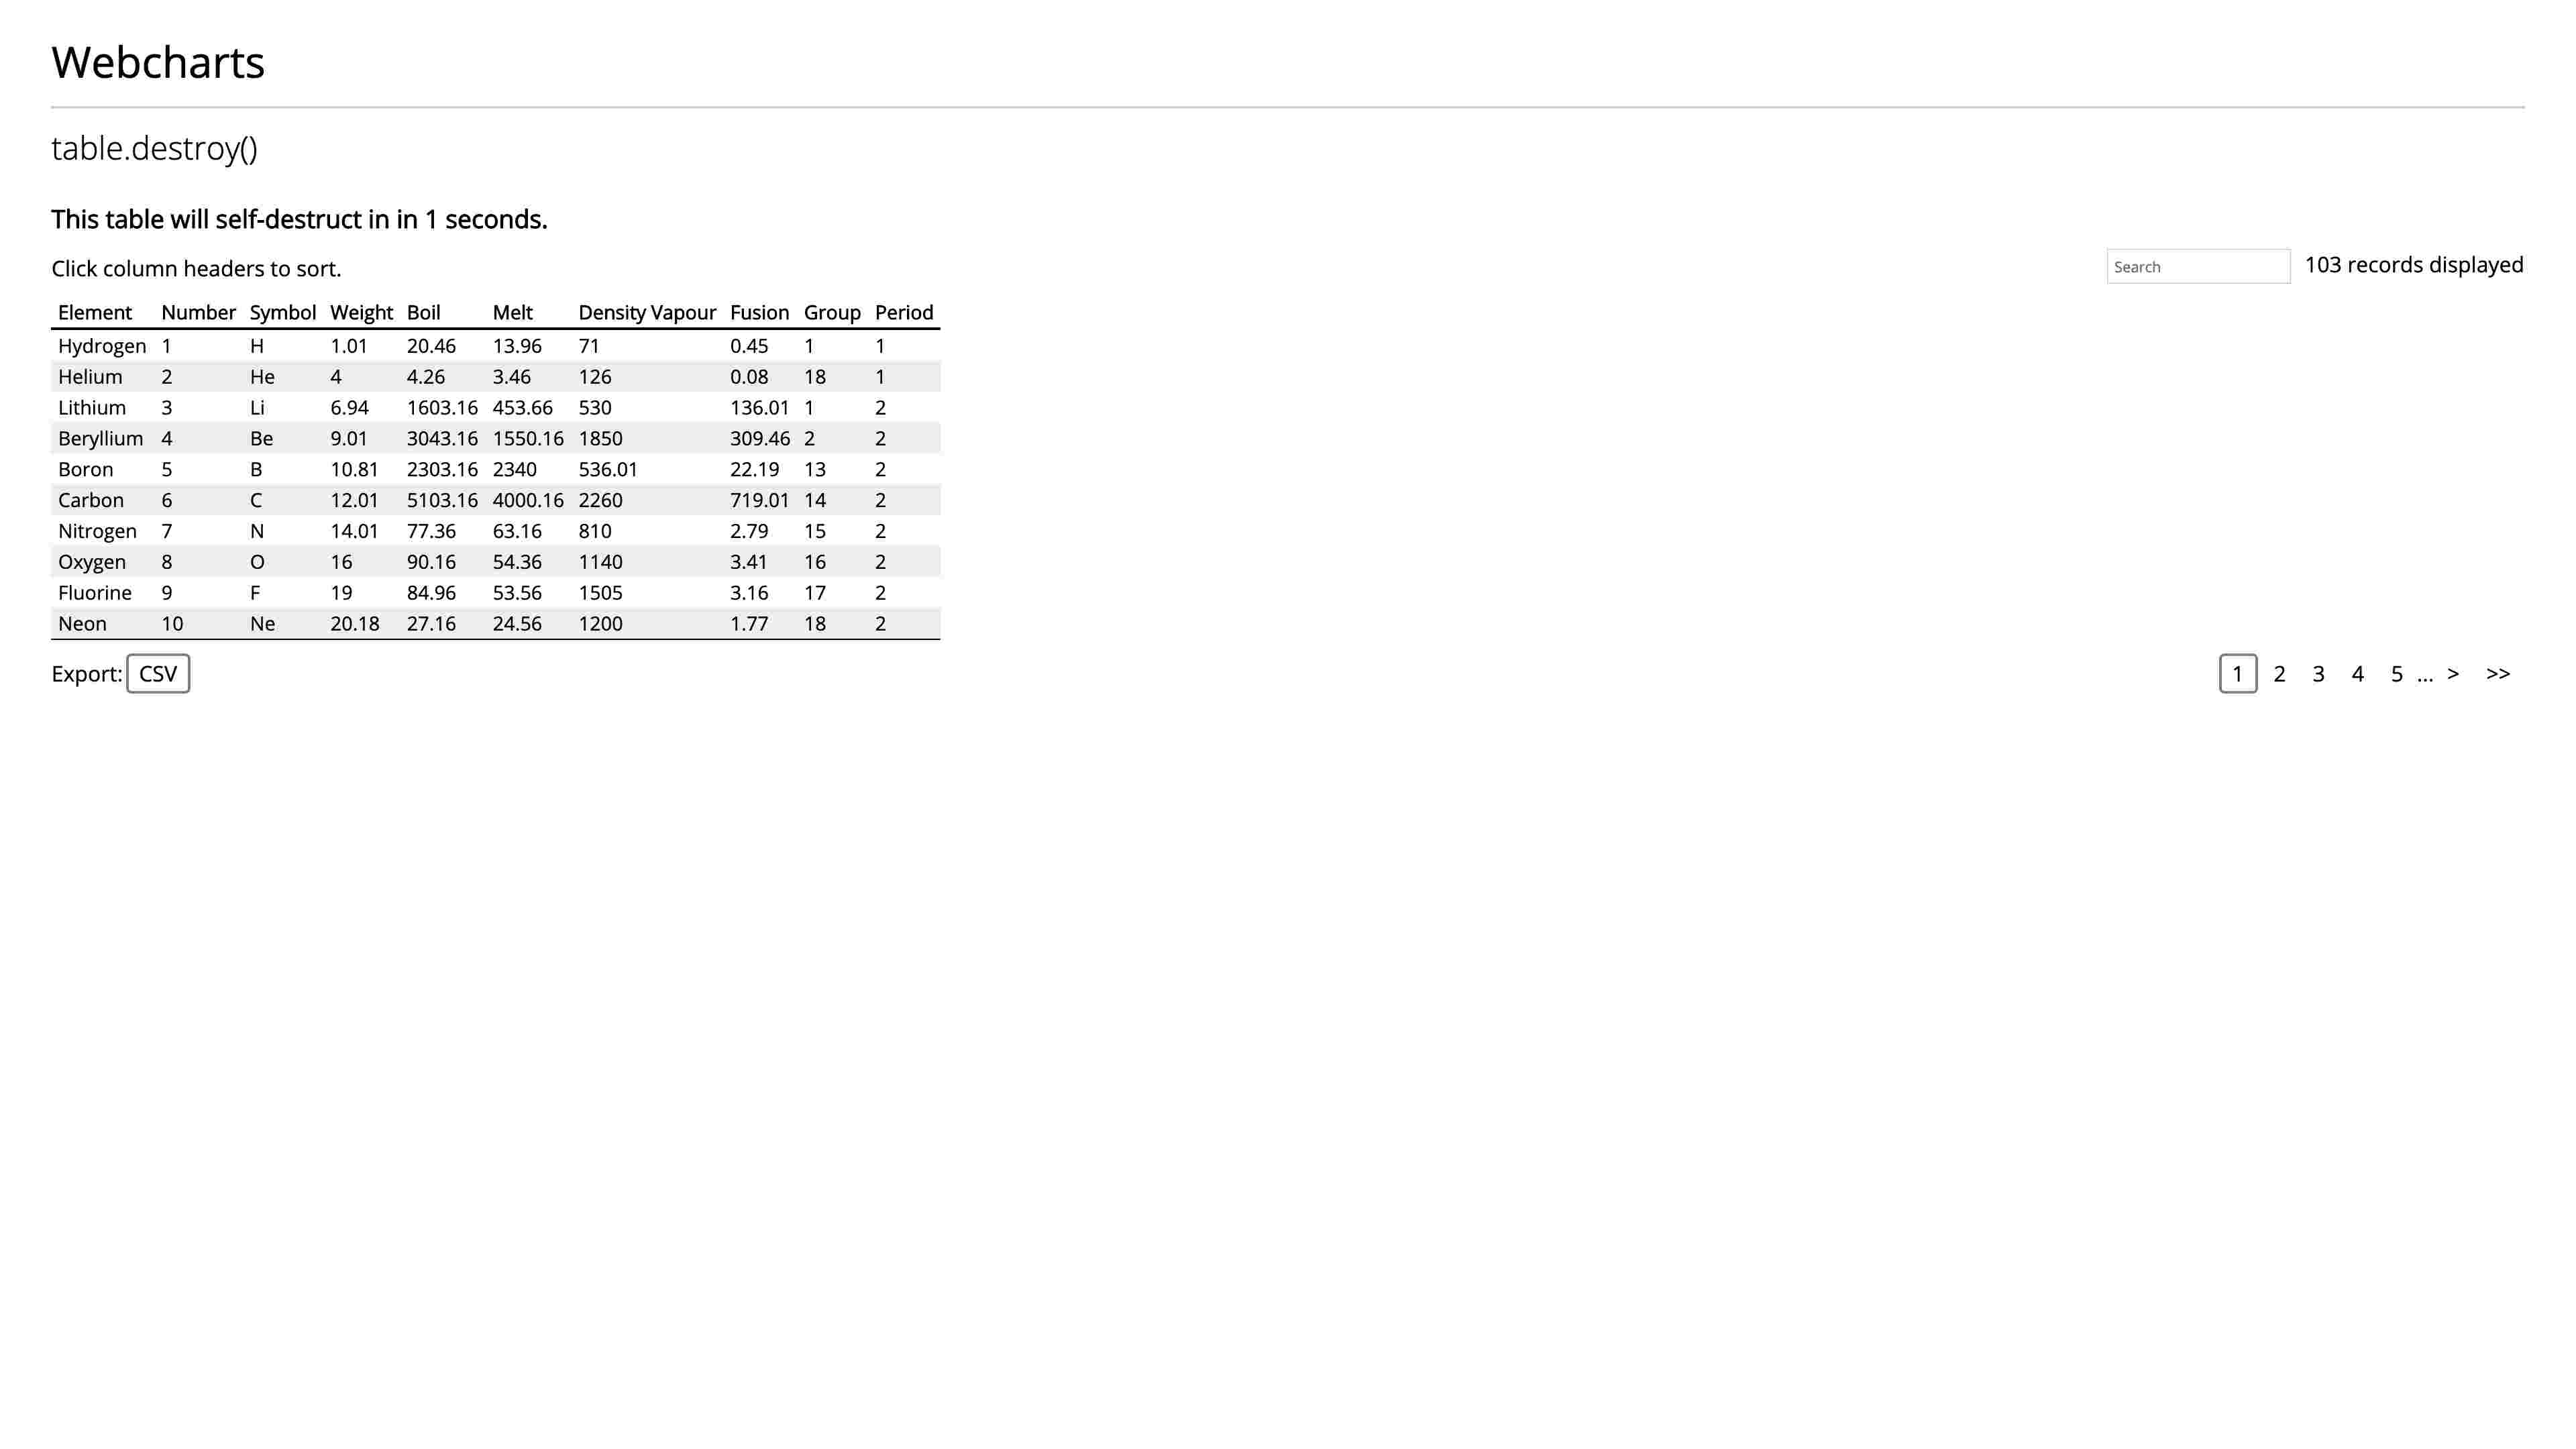 Webcharts
table.destroy()
This table will self-destruct in in 1 seconds.
Click column headers to sort.
Search 103 records displayed
Element Number Symbol Weight Boil Melt Density Vapour Fusion Group Period
Hydrogen 1 H 1.01 20.46 13.96 71 0.45 1 1
Helium 2 He 4 4.26 3.46 126 0.08 18 1
Lithium 3 Li 6.94 1603.16 453.66 530 136.01 1 2
Beryllium 4 Be 9.01 3043.16 1550.16 1850 309.46 2 2
Boron 5 B 10.81 2303.16 2340 536.01 22.19 13 2
Carbon 6 C 12.01 5103.16 4000.16 2260 719.01 14 2
Nitrogen 7 N 14.01 77.36 63.16 810 2.79 15 2
Oxygen 8 O 16 90.16 54.36 1140 3.41 16 2
Fluorine 9 F 19 84.96 53.56 1505 3.16 17 2
Neon 10 Ne 20.18 27.16 24.56 1200 1.77 18 2
Export: CSV 1 2 3 4 5 ... > >>